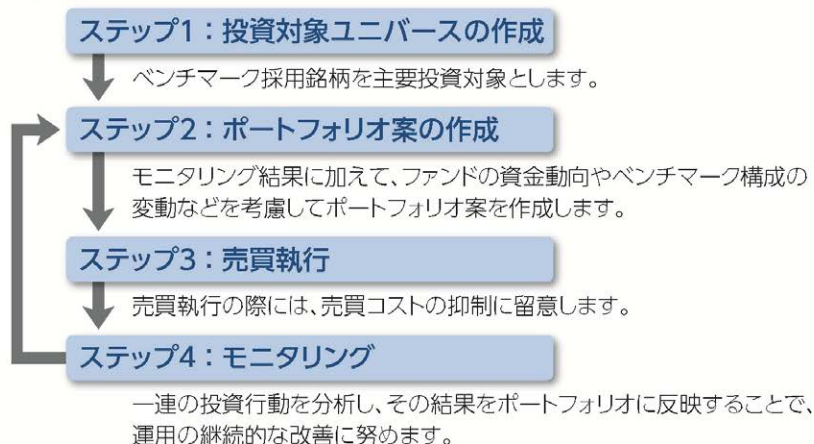 ステップ1：投資対象ユニバースの作成
ベンチマーク採用銘柄を主要投資対象とします。
ステップ2：ポートフォリオ案の作成
モニタリング結果に加えて、ファンドの資金動向やベンチマーク構成の
変動などを考慮してポートフォリオ案を作成します。
ステップ3：売買執行
売買執行の際には、売買コストの抑制に留意します。
ステップ4：モニタリング
一連の投資行動を分析し、その結果をポートフォリオに反映することで、
運用の継続的な改善に努めます。